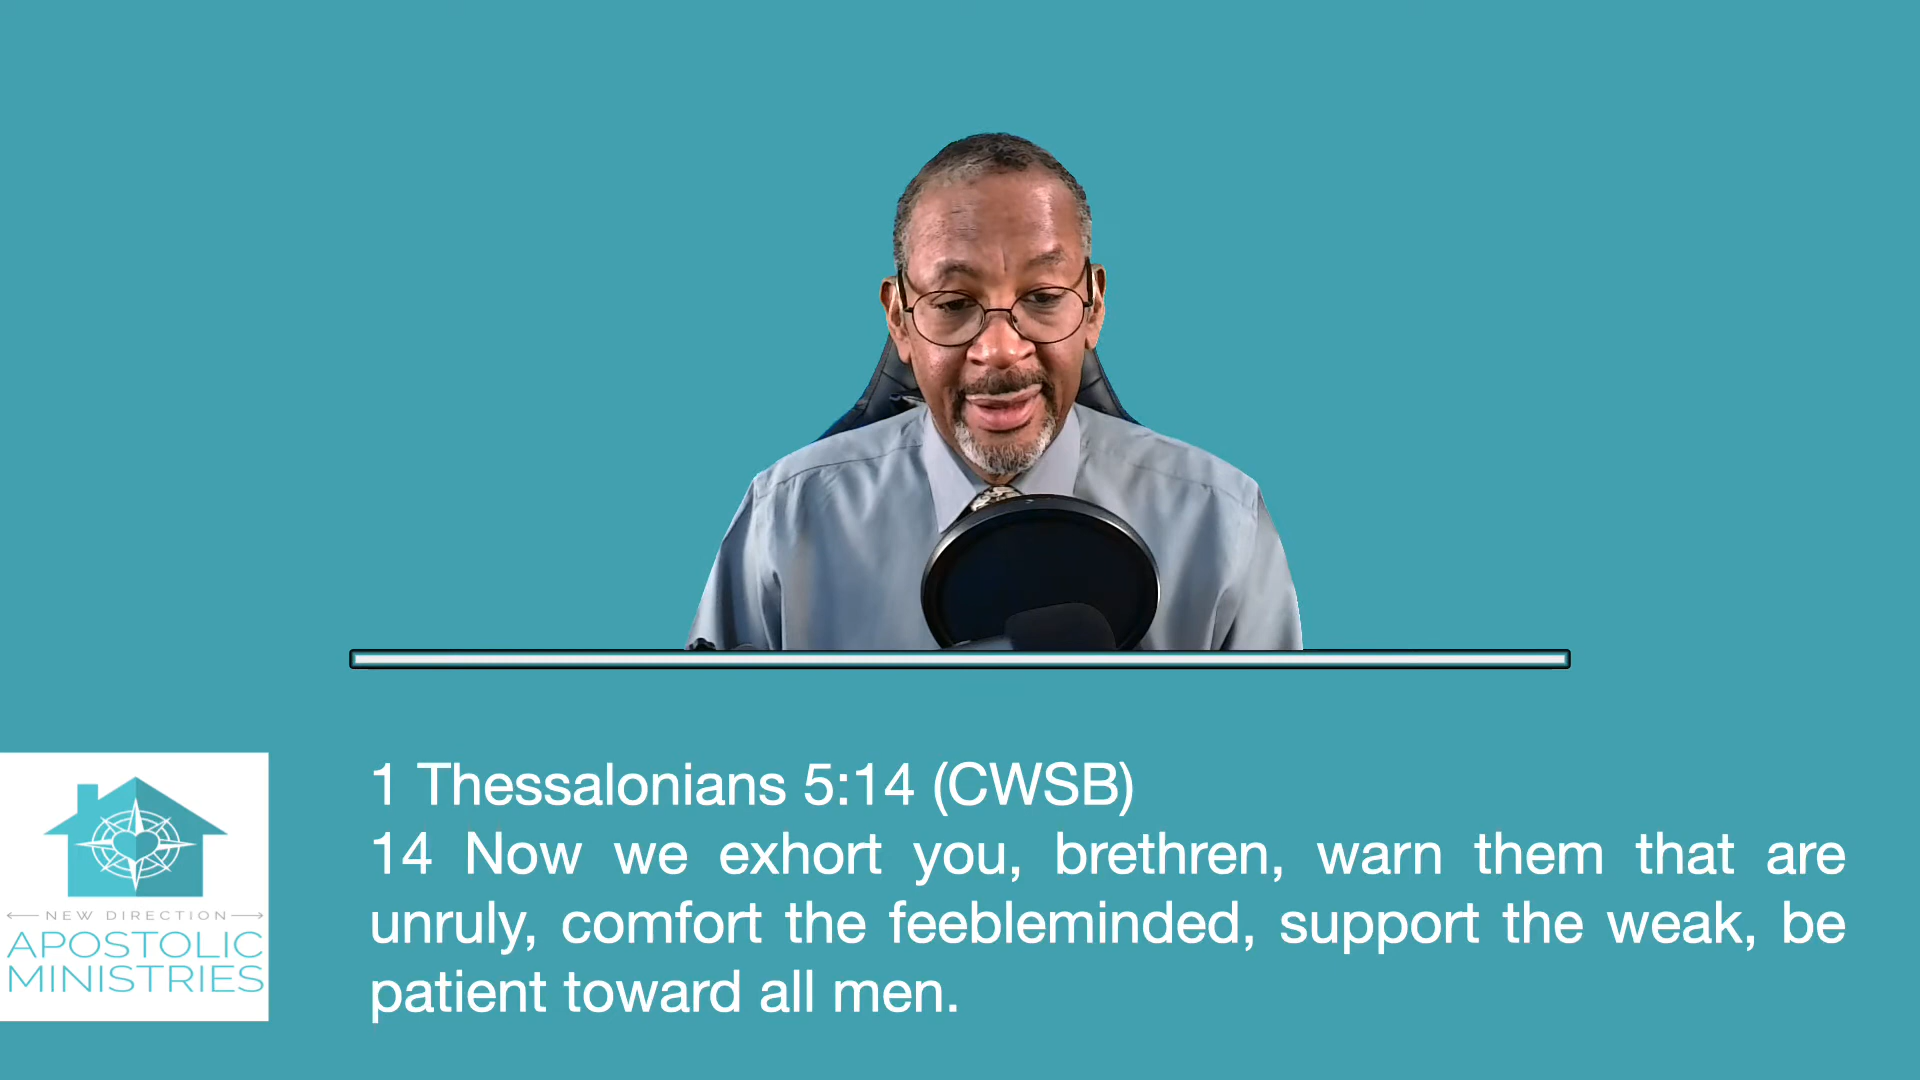 1 Thessalonians 5:14 (CWSB)
14 Now we exhort you, brethren, warn them that are
unruly, comfort the feebleminded, support the weak, be
patient toward all men.
NEW DIRECTION
APOSTOLIC
MINISTRIES